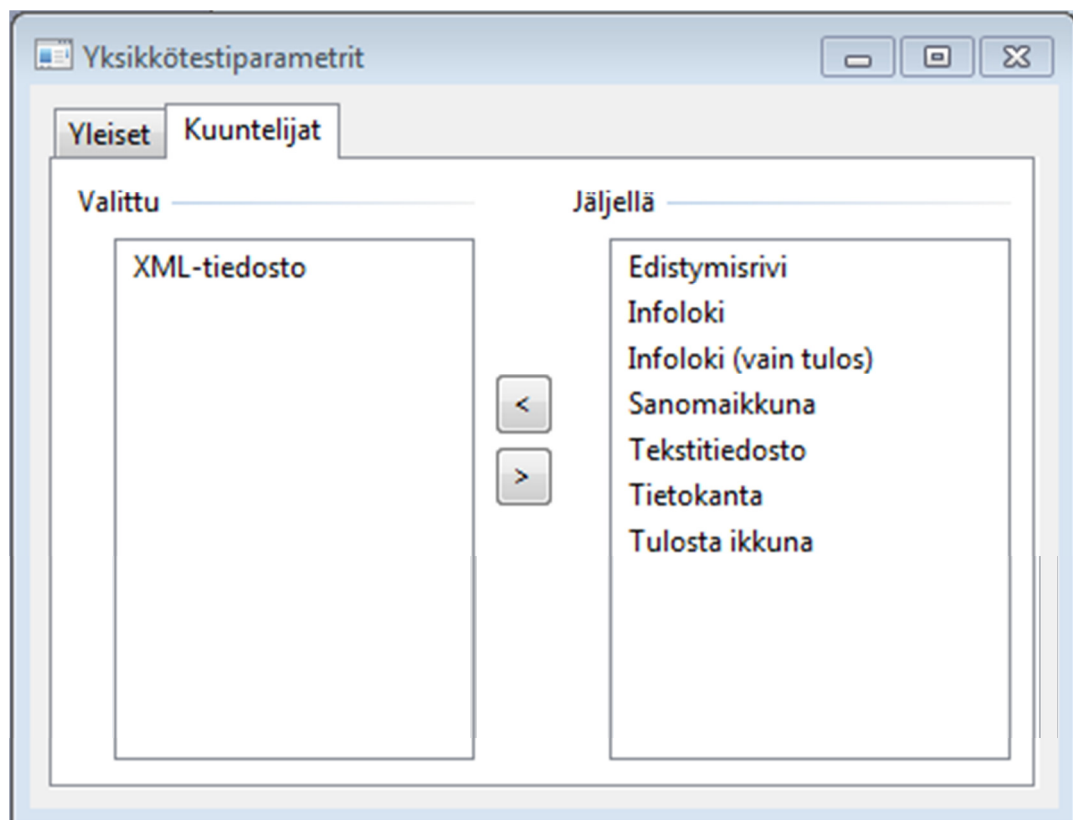 Yksikkötestiparametrit
Yleiset
Kuuntelijat
Valittu
XML-tiedosto
<
>
Jäljellä
Edistymisrivi
Infoloki
Infoloki (vain tulos)
Sanomaikkuna
Tekstitiedosto
Tietokanta
Tulosta ikkuna